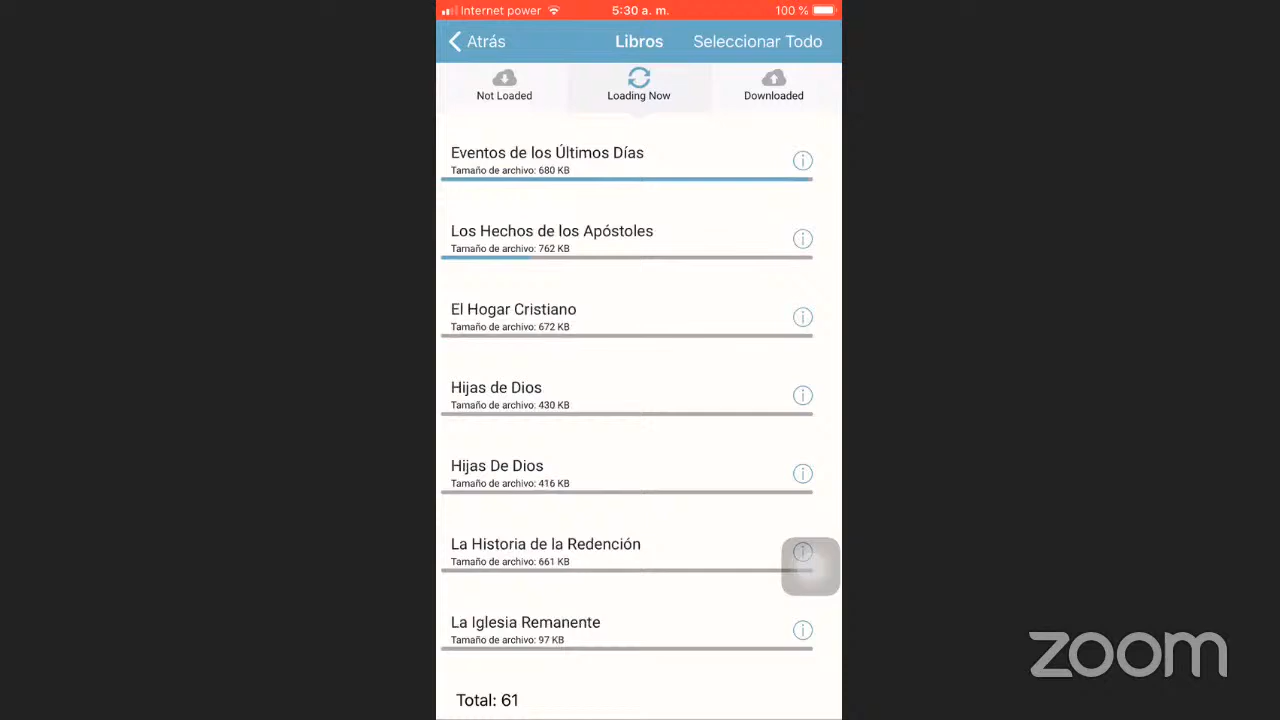 Internet power 5:30 a. m. 100 %
Atrás Libros Seleccionar Todo
Not Loaded Loading Now Downloaded
Eventos de los Últimos Días
Tamaño de archivo: 680 KB
Los Hechos de los Apóstoles
Tamaño de archivo: 762 KB
El Hogar Cristiano
Tamaño de archivo: 672 KB
Hijas de Dios
Tamaño de archivo: 430 KB
Hijas De Dios
Tamaño de archivo: 416 KB
La Historia de la Redención
Tamaño de archivo: 661 KB
La Iglesia Remanente
Tamaño de archivo: 97 KB
Total: 61
zoom